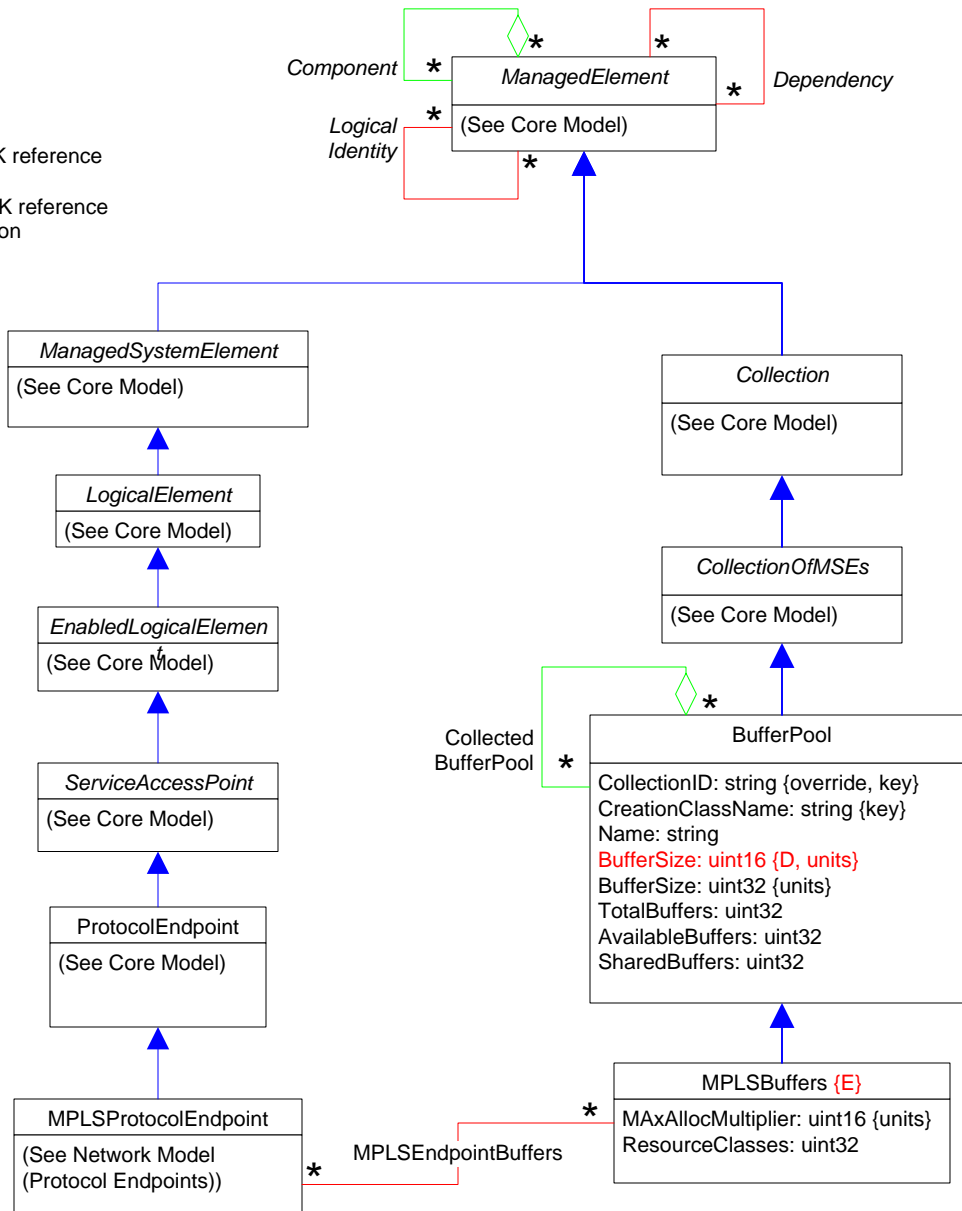 *
Component
*
ManagedElement
(See Core Model)
*
*
Dependency
*
Logical
Identity
*
K reference
K reference
on
ManagedSystemElement
(See Core Model)
LogicalElement
(See Core Model)
EnabledLogicalElemen
t
(See Core Model)
ServiceAccessPoint
(See Core Model)
ProtocolEndpoint
(See Core Model)
MPLSProtocolEndpoint
(See Network Model
(Protocol Endpoints))
*
MPLSEndpointBuffers
*
Collection
(See Core Model)
CollectionOfMSEs
(See Core Model)
*
Collected
BufferPool
*
BufferPool
CollectionID: string {override, key}
CreationClassName: string {key}
Name: string
BufferSize: uint16 {D, units}
BufferSize: uint32 {units}
TotalBuffers: uint32
AvailableBuffers: uint32
SharedBuffers: uint32
MPLSBuffers {E}
MAxAllocMultiplier: uint16 {units}
ResourceClasses: uint32